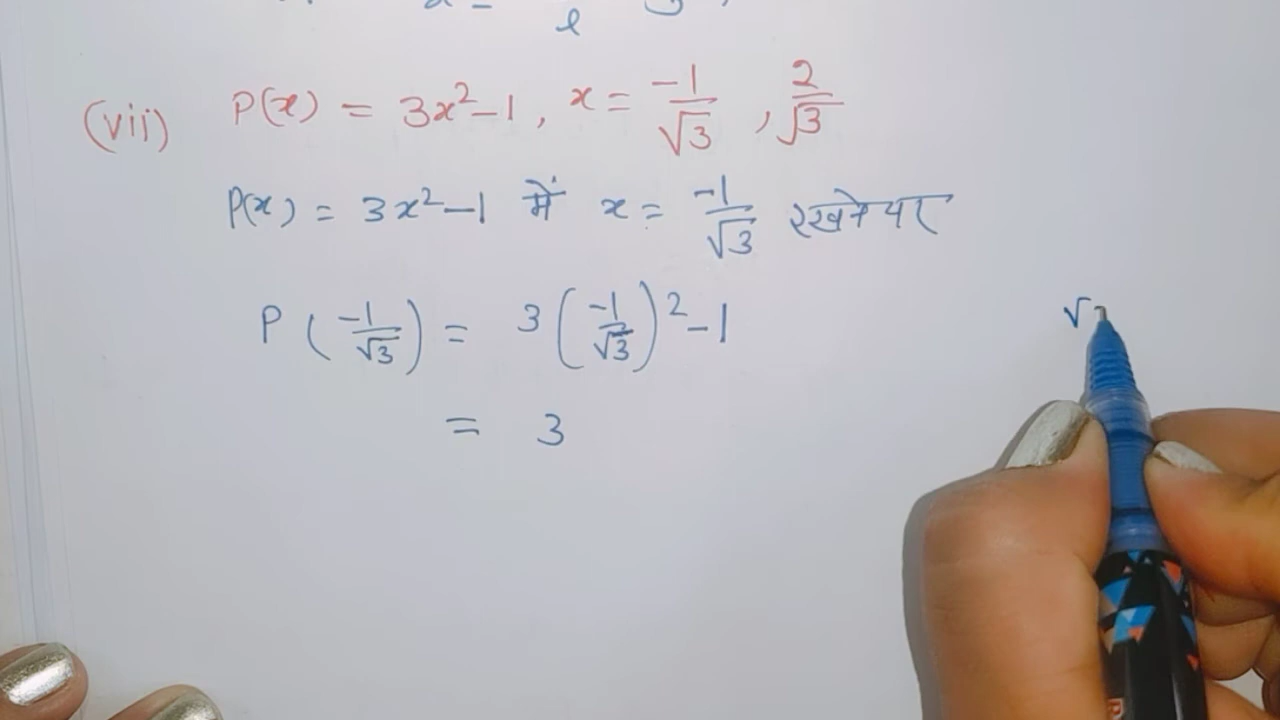 (vii) P(x) = 3x² - 1, x = -1/√3, 2/√3
P(x) = 3x² - 1 में x = -1/√3 रखने पर
P(-1/√3) = 3(-1/√3)² - 1
= 3
√